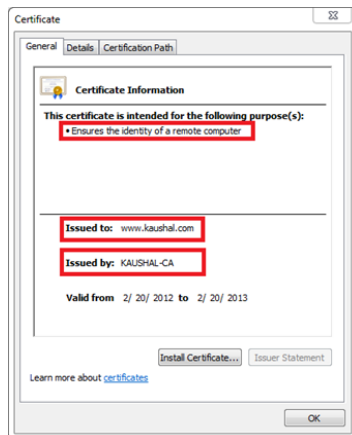 Certificate
General Details Certification Path
Certificate Information
This certificate is intended for the following purpose(s):
• Ensures the identity of a remote computer
Issued to: www.kaushal.com
Issued by: KAUSHAL-CA
Valid from 2/ 20/ 2012 to 2/ 20/ 2013
Install Certificate... Issuer Statement
Learn more about certificates
OK